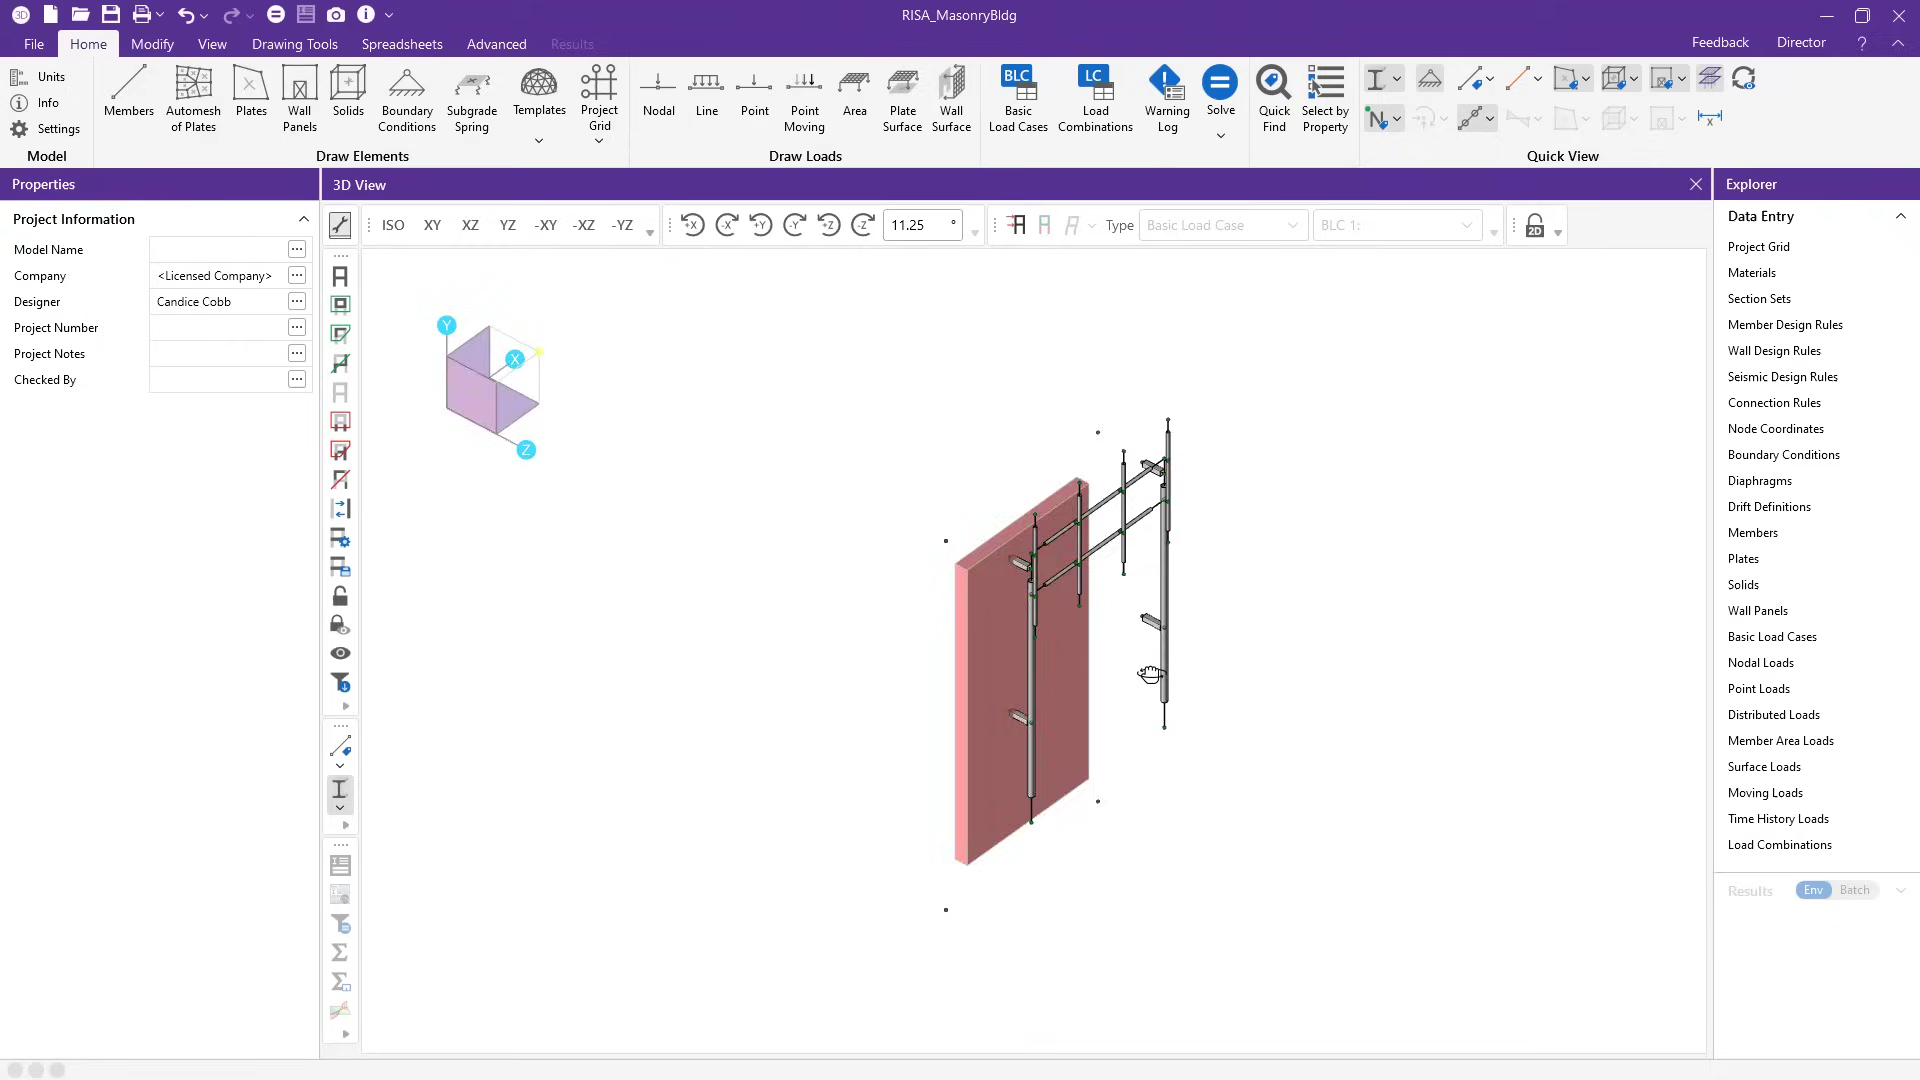 3D
RISA_MasonryBldg
File
Home
Modify
View
Drawing Tools
Spreadsheets
Advanced
Results
Feedback
Director
?
Units
Info
Settings
Model
Members
Automesh
of Plates
Plates
Wall
Panels
Solids
Boundary
Conditions
Subgrade
Spring
Templates
Project
Grid
Draw Elements
Nodal
Line
Point
Point
Moving
Area
Plate
Surface
Wall
Surface
Draw Loads
BLC
Basic
Load Cases
LC
Load
Combinations
Warning
Log
Solve
Quick
Find
Select by
Property
N
x
Quick View
Properties
3D View
Explorer
Project Information
Model Name
Company
<Licensed Company>
Designer
Candice Cobb
Project Number
Project Notes
Checked By
ISO
XY
XZ
YZ
-XY
-XZ
-YZ
+X
-X
+Y
-Y
+Z
-Z
11.25 °
Type
Basic Load Case
BLC 1:
2D
Y
X
Z
Data Entry
Project Grid
Materials
Section Sets
Member Design Rules
Wall Design Rules
Seismic Design Rules
Connection Rules
Node Coordinates
Boundary Conditions
Diaphragms
Drift Definitions
Members
Plates
Solids
Wall Panels
Basic Load Cases
Nodal Loads
Point Loads
Distributed Loads
Member Area Loads
Surface Loads
Moving Loads
Time History Loads
Load Combinations
Results
Env
Batch